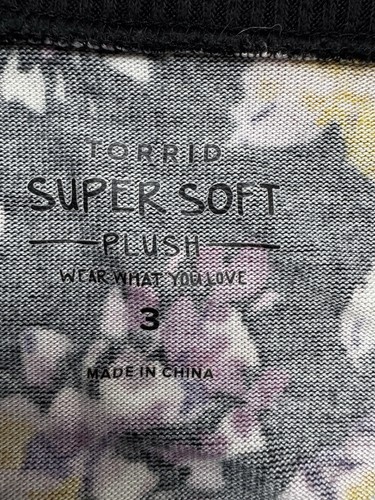 TORRID
SUPER SOFT
PLUSH
WEAR WHAT YOU LOVE
3
MADE IN CHINA